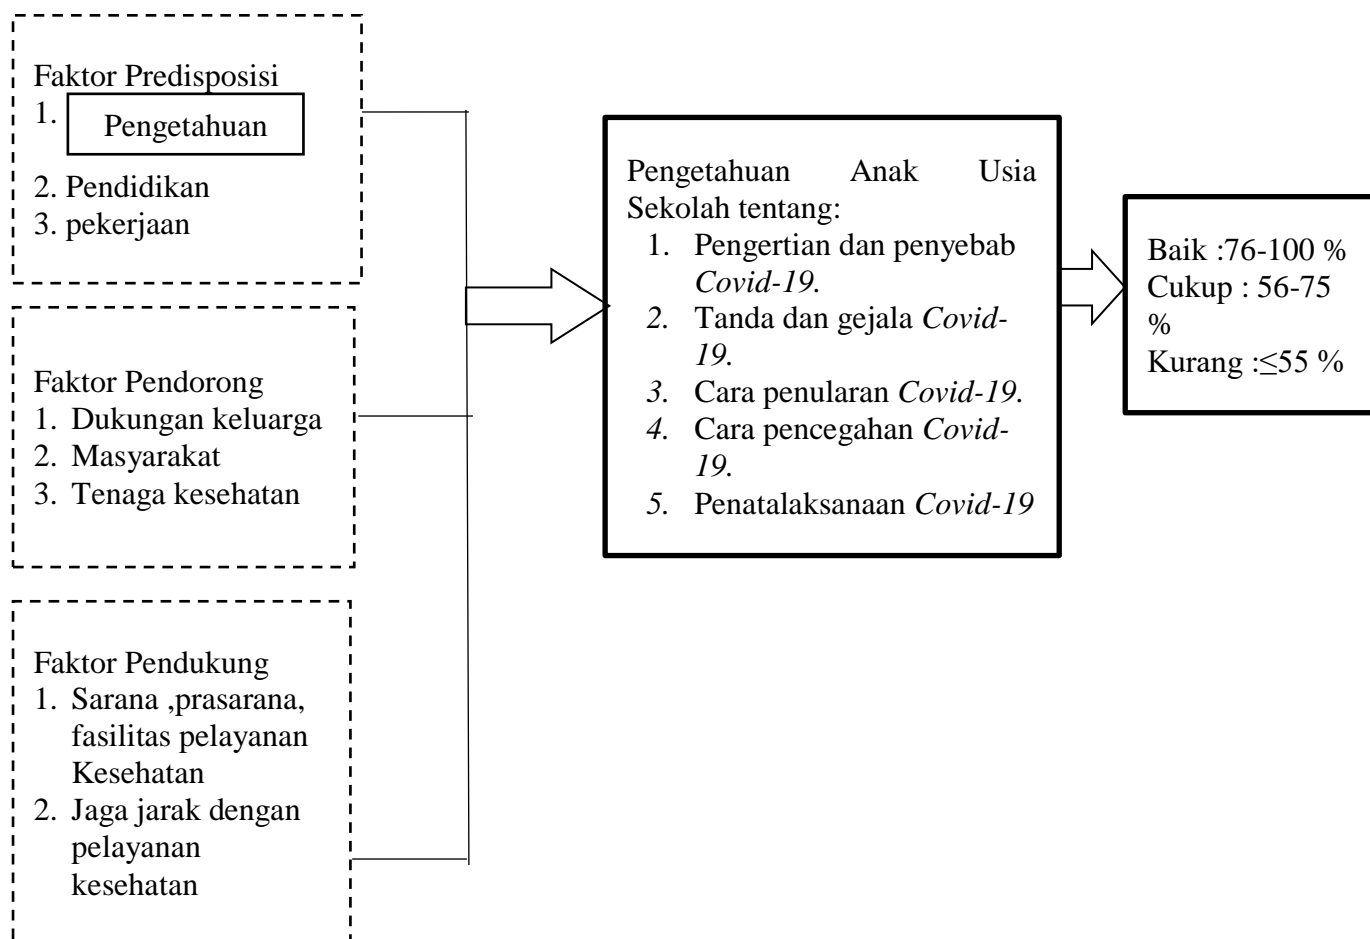 Faktor Predisposisi
1. Pengetahuan
2. Pendidikan
3. pekerjaan
Faktor Pendorong
1. Dukungan keluarga
2. Masyarakat
3. Tenaga kesehatan
Faktor Pendukung
1. Sarana ,prasarana,
fasilitas pelayanan
Kesehatan
2. Jaga jarak dengan
pelayanan
kesehatan
Pengetahuan Anak Usia
Sekolah tentang:
1. Pengertian dan penyebab
Covid-19.
2. Tanda dan gejala Covid-
19.
3. Cara penularan Covid-19.
4. Cara pencegahan Covid-
19.
5. Penatalaksanaan Covid-19
Baik :76-100 %
Cukup : 56-75
%
Kurang :≤55 %